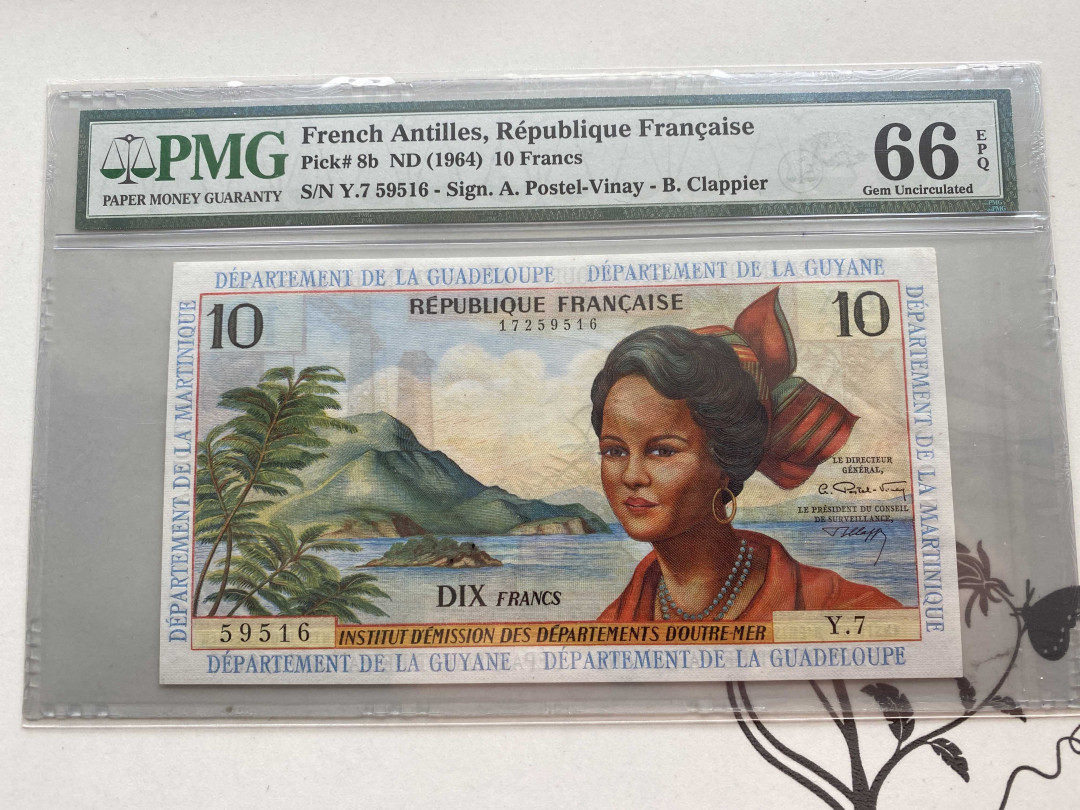 PMG
PAPER MONEY GUARANTY
French Antilles, République Française
Pick# 8b ND (1964) 10 Francs
S/N Y.7 59516 - Sign. A. Postel-Vinay - B. Clappier
66
EPQ
Gem Uncirculated
DÉPARTEMENT DE LA GUADELOUPE DÉPARTEMENT DE LA GUYANE
DÉPARTEMENT DE LA MARTINIQUE
10
RÉPUBLIQUE FRANÇAISE
17259516
10
DÉPARTEMENT DE LA MARTINIQUE
LE DIRECTEUR
GÉNÉRAL,
LE PRÉSIDENT DU CONSEIL
DE SURVEILLANCE,
DIX FRANCS
59516
INSTITUT D'ÉMISSION DES DÉPARTEMENTS D'OUTRE-MER
Y.7
DÉPARTEMENT DE LA GUYANE DÉPARTEMENT DE LA GUADELOUPE